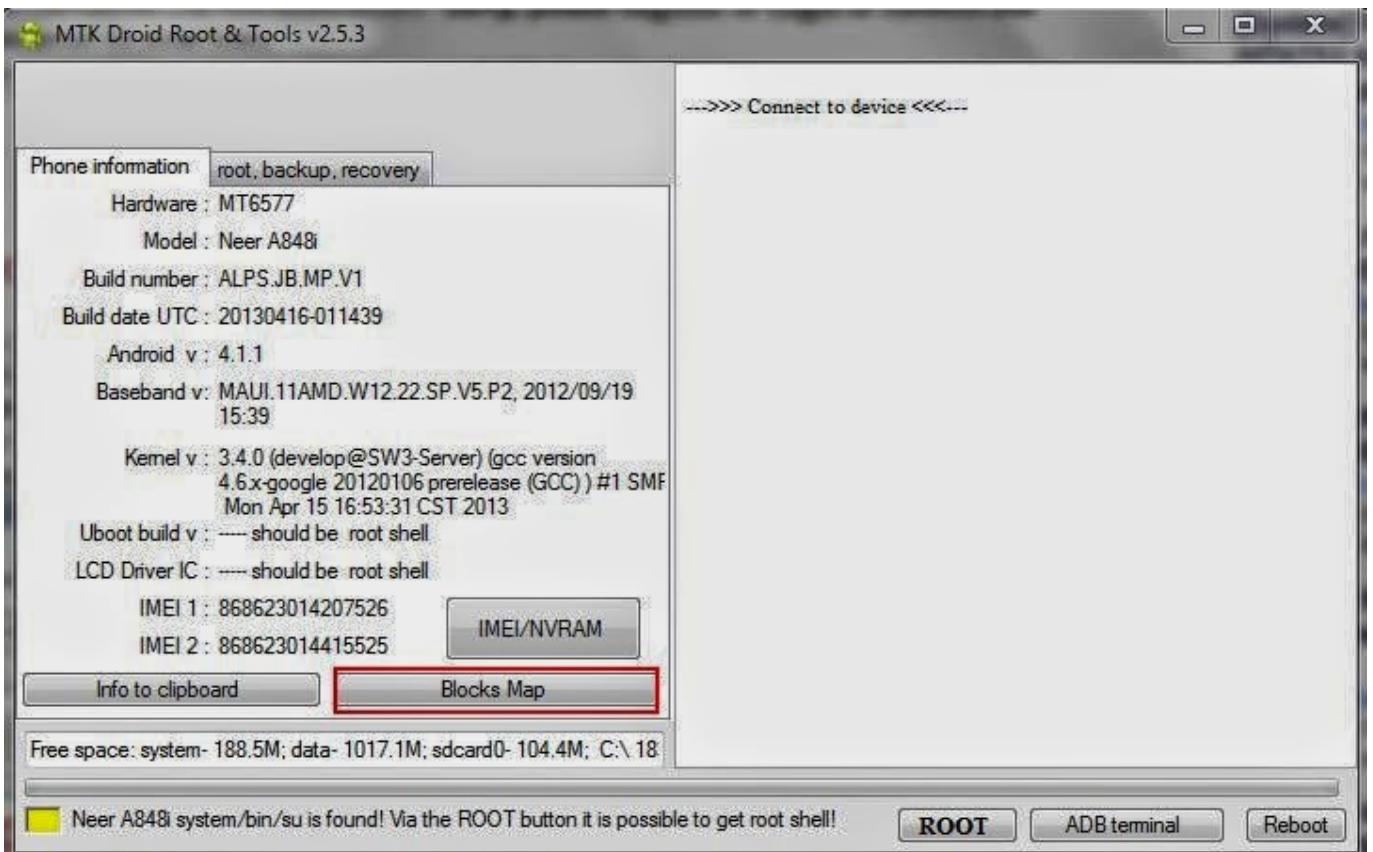 MTK Droid Root & Tools v2.5.3
--->>> Connect to device <<<---
Phone information
root, backup, recovery
Hardware : MT6577
Model : Neer A848i
Build number : ALPS.JB.MP.V1
Build date UTC : 20130416-011439
Android v : 4.1.1
Baseband v: MAUI.11AMD.W12.22.SP.V5.P2, 2012/09/19
15:39
Kernel v : 3.4.0 (develop@SW3-Server) (gcc version
4.6.x-google 20120106 prerelease (GCC) ) #1 SMP
Mon Apr 15 16:53:31 CST 2013
Uboot build v : ----- should be root shell
LCD Driver IC : ----- should be root shell
IMEI 1 : 868623014207526
IMEI 2 : 868623014415525
IMEI/NVRAM
Info to clipboard
Blocks Map
Free space: system- 188.5M; data- 1017.1M; sdcard0- 104.4M; C:\ 18
Neer A848i system/bin/su is found! Via the ROOT button it is possible to get root shell!
ROOT
ADB terminal
Reboot